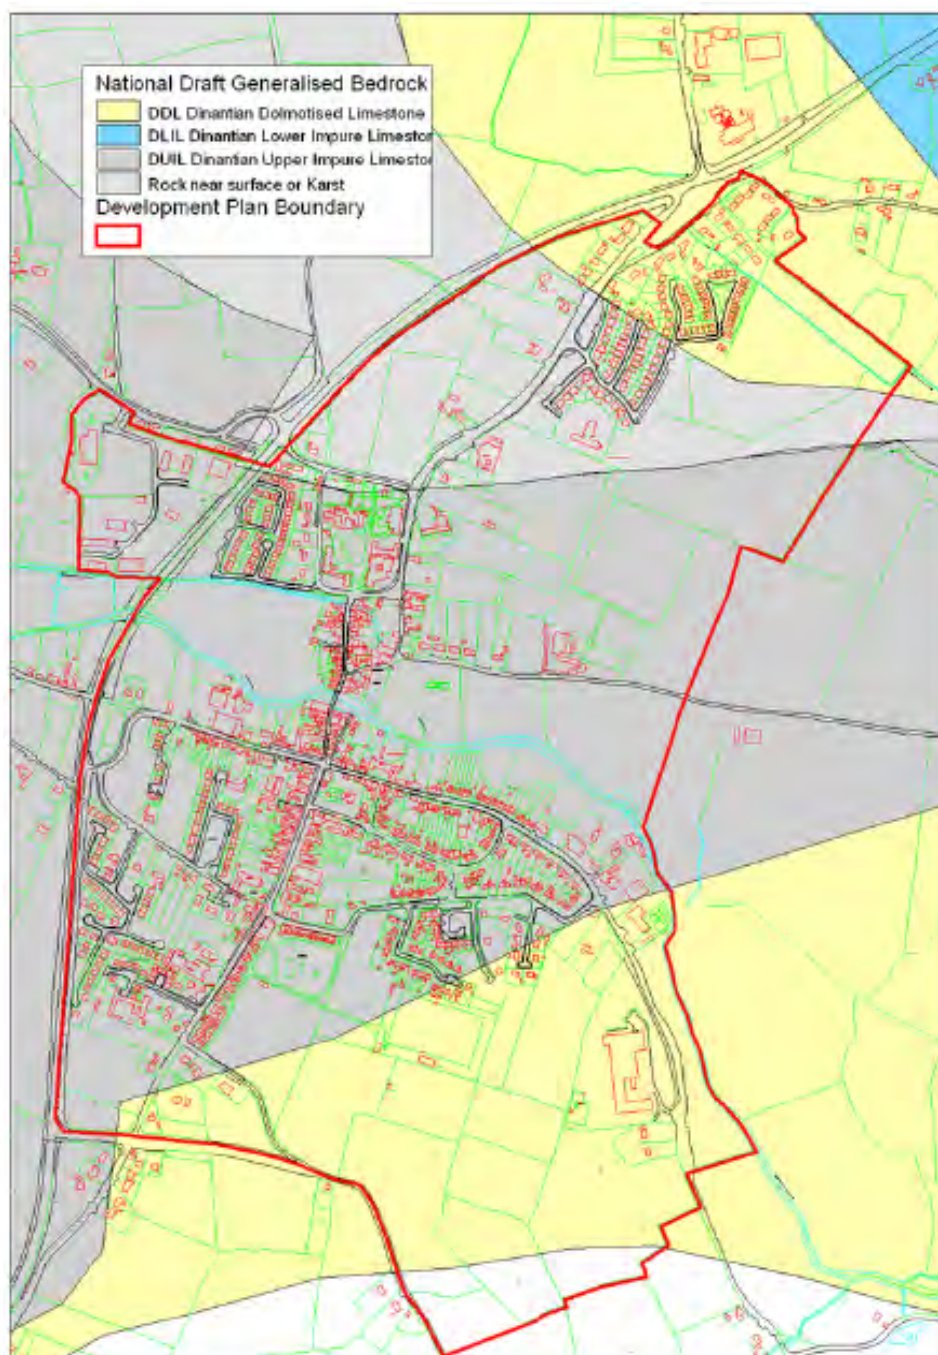 National Draft Generalised Bedrock
DDL Dinantian Dolmotised Limestone
DLIL Dinantian Lower Impure Limestor
DUIL Dinantian Upper Impure Limestor
Rock near surface or Karst
Development Plan Boundary